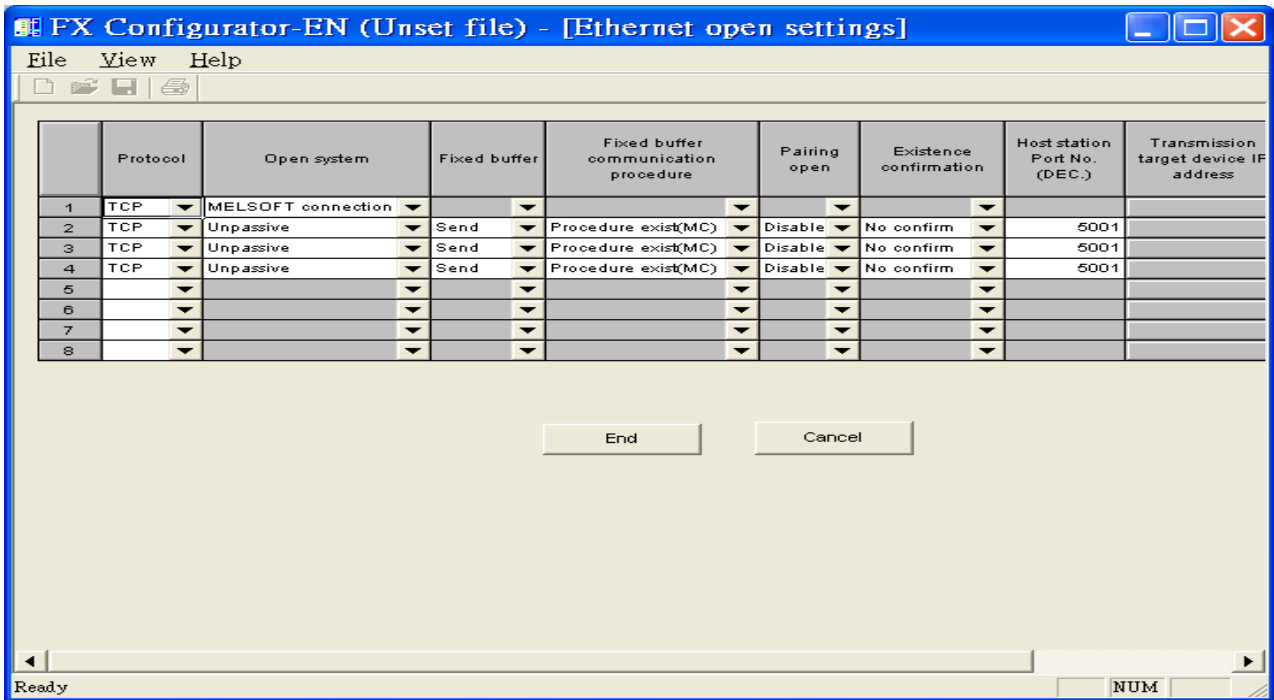 FX Configurator-EN (Unset file) - [Ethernet open settings]
File View Help
Protocol Open system Fixed buffer Fixed buffer communication procedure Pairing open Existence confirmation Host station Port No. (DEC.) Transmission target device IP address
1 TCP MELSOFT connection
2 TCP Unpassive Send Procedure exist(MC) Disable No confirm 5001
3 TCP Unpassive Send Procedure exist(MC) Disable No confirm 5001
4 TCP Unpassive Send Procedure exist(MC) Disable No confirm 5001
5
6
7
8
End Cancel
Ready NUM